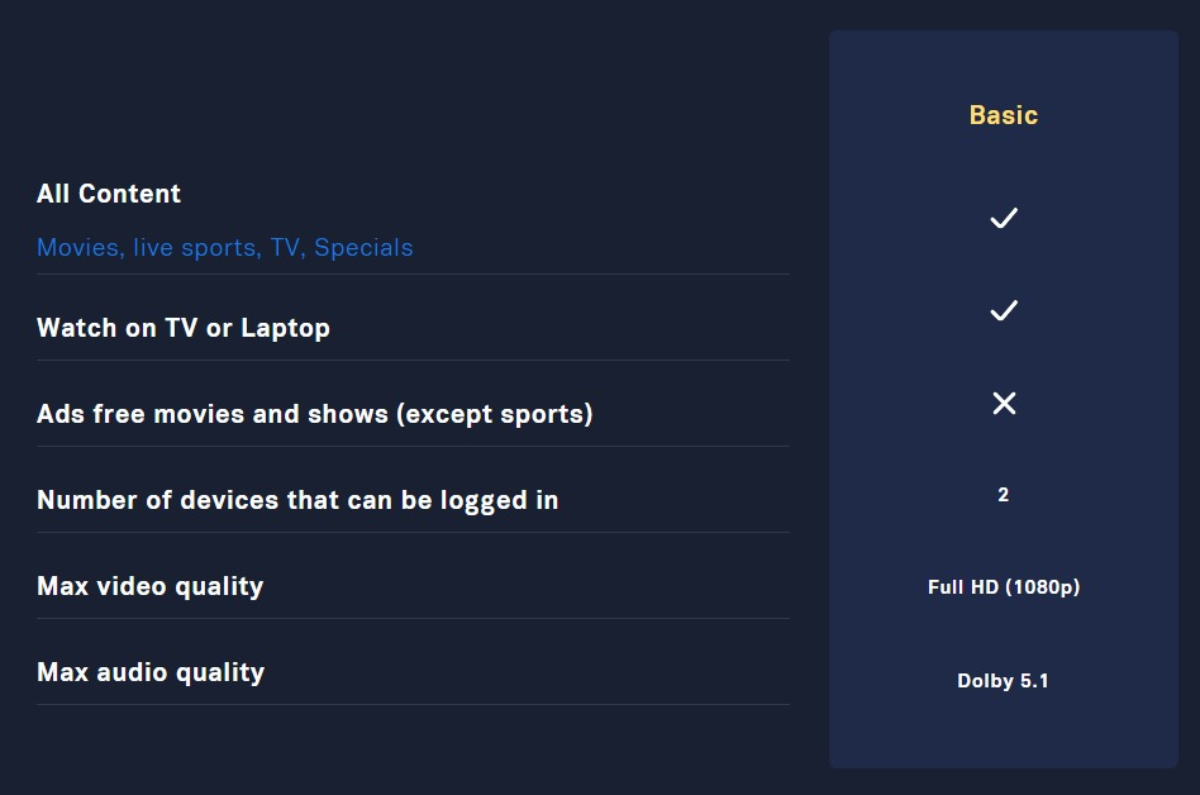 Basic
All Content
Movies, live sports, TV, Specials
Watch on TV or Laptop
Ads free movies and shows (except sports)
Number of devices that can be logged in
2
Max video quality
Full HD (1080p)
Max audio quality
Dolby 5.1